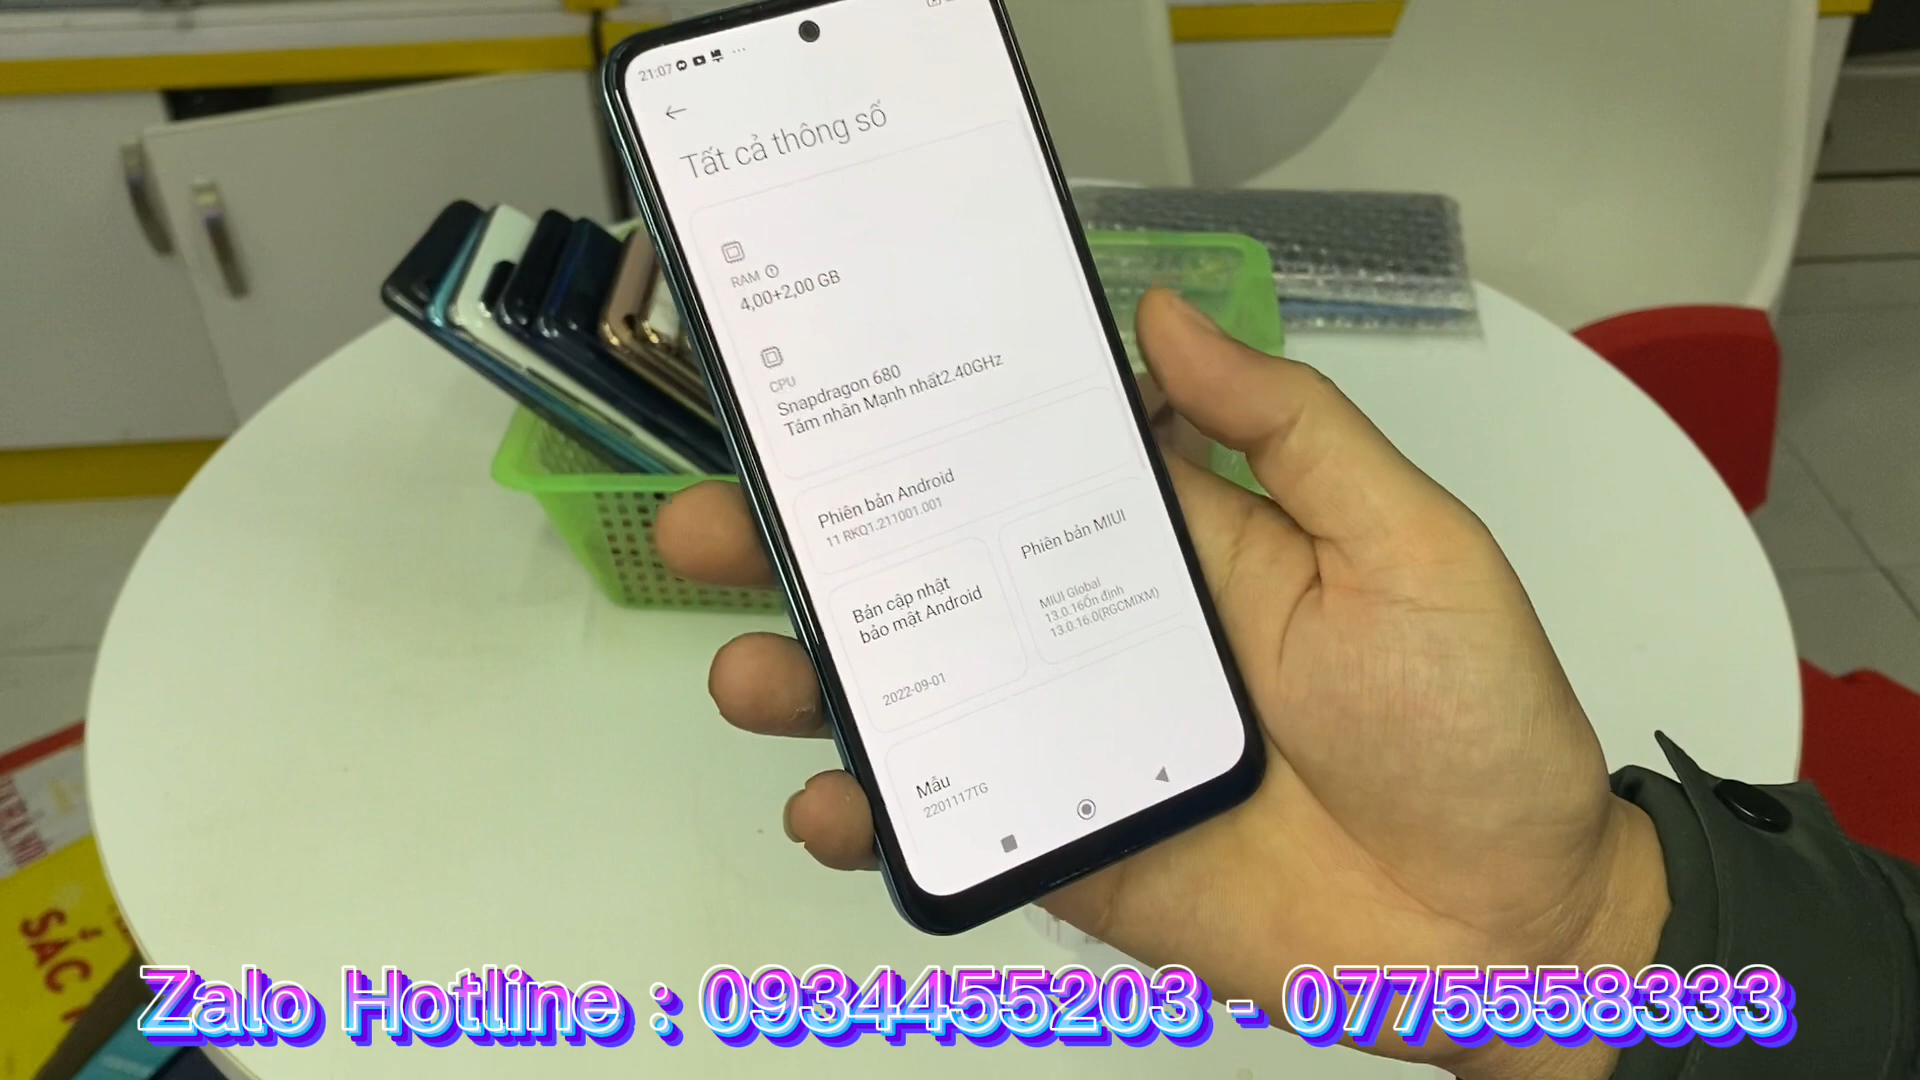 21:07
Tất cả thông số
RAM
4,00+2,00 GB
CPU
Snapdragon 680
Tám nhân Mạnh nhất2.40GHz
Phiên bản Android
11 RKQ1.211001.001
Bản cập nhật
bảo mật Android
2022-09-01
Phiên bản MIUI
MIUI Global
13.0.16Ổn định
13.0.16.0(RGCMIXM)
Mẫu
2201117TG
SẮC
Zalo Hotline : 0934455203 - 0775558333